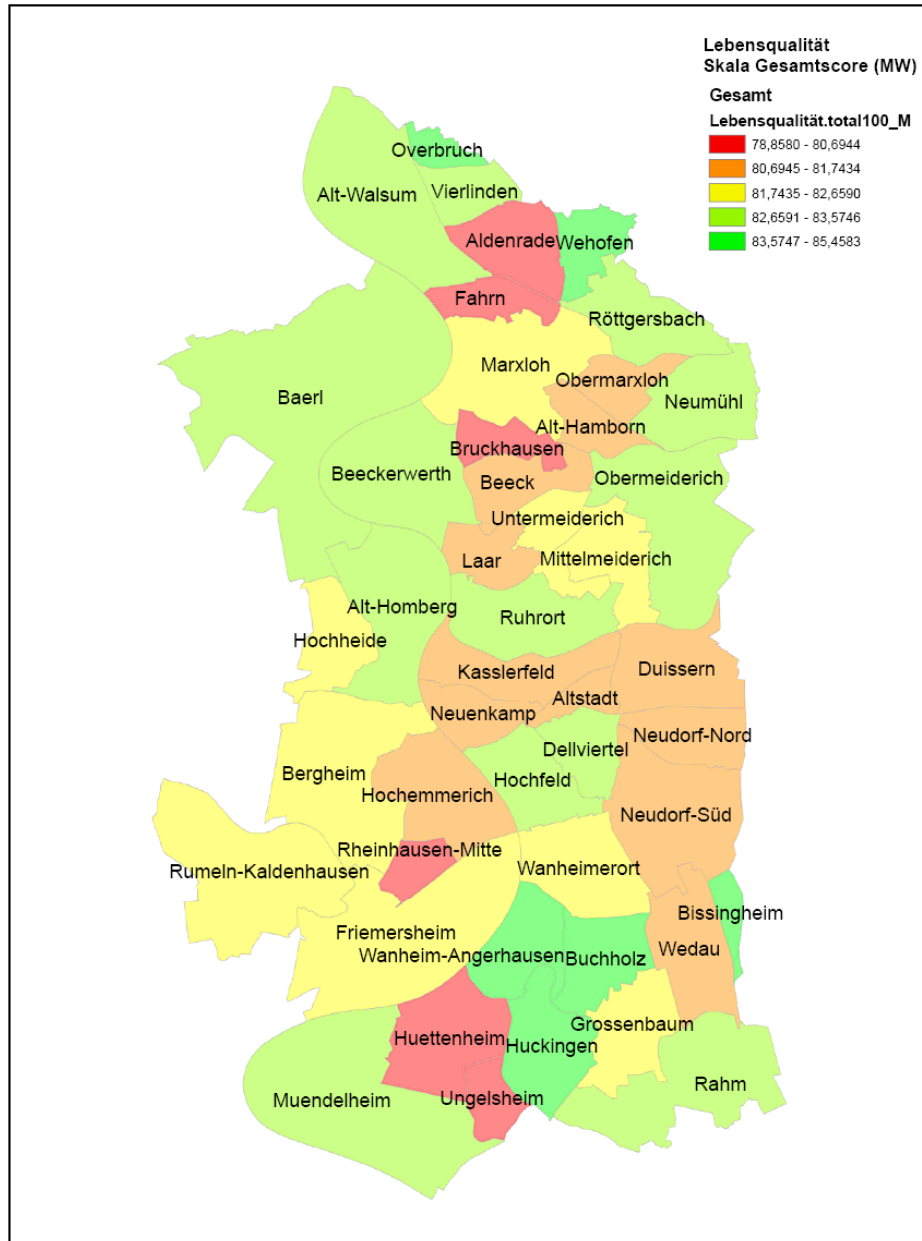 Lebensqualität
Skala Gesamtscore (MW)
Gesamt
Lebensqualität.total100_M
78,8580 - 80,6944
80,6945 - 81,7434
81,7435 - 82,6590
82,6591 - 83,5746
83,5747 - 85,4583
Overbruch
Alt-Walsum
Vierlinden
Aldenrade
Wehofen
Fahrn
Röttgersbach
Marxloh
Obermarxloh
Baerl
Neumühl
Alt-Hamborn
Bruckhausen
Beeckerwerth
Beeck
Obermeiderich
Untermeiderich
Laar
Mittelmeiderich
Alt-Homberg
Ruhrort
Hochheide
Kasslerfeld
Duissern
Altstadt
Neuenkamp
Neudorf-Nord
Dellviertel
Bergheim
Hochfeld
Hochemmerich
Neudorf-Süd
Rheinhausen-Mitte
Rumeln-Kaldenhausen
Wanheimerort
Bissingheim
Friemersheim
Wanheim-Angerhausen
Buchholz
Wedau
Grossenbaum
Huettenheim
Huckingen
Rahm
Muendelheim
Ungelsheim